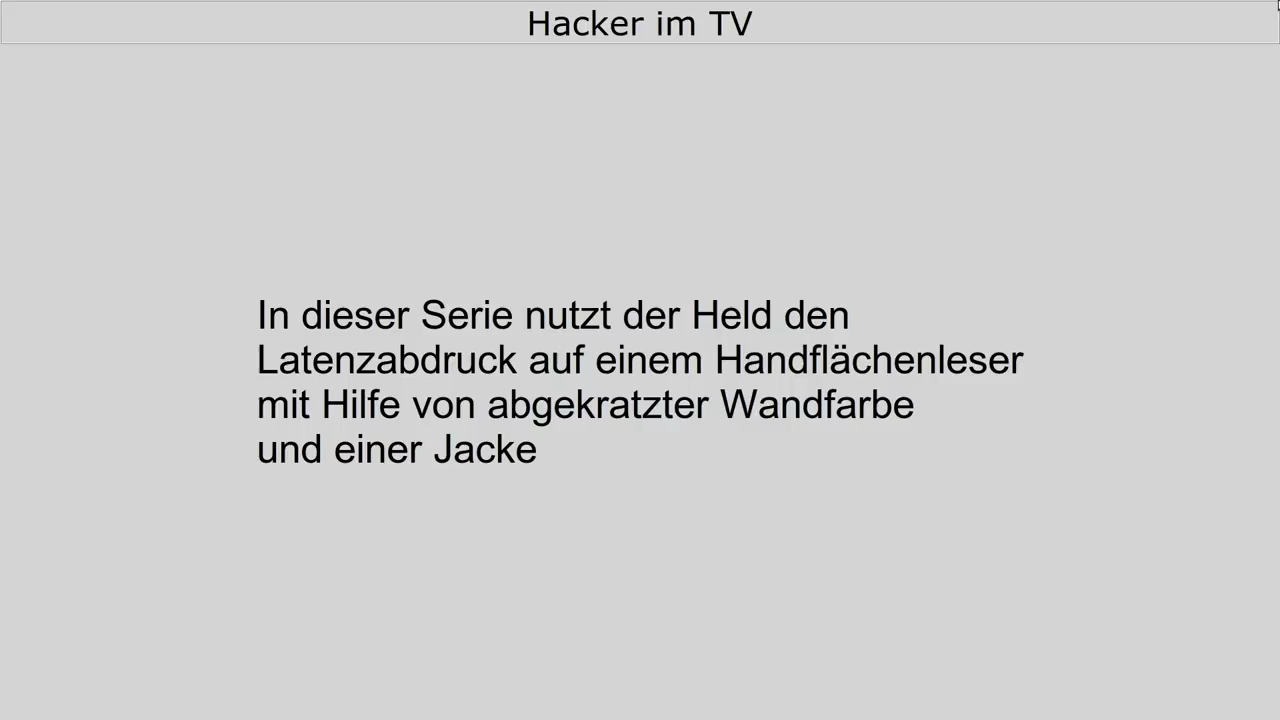 Hacker im TV
In dieser Serie nutzt der Held den
Latenzabdruck auf einem Handflächenleser
mit Hilfe von abgekratzter Wandfarbe
und einer Jacke